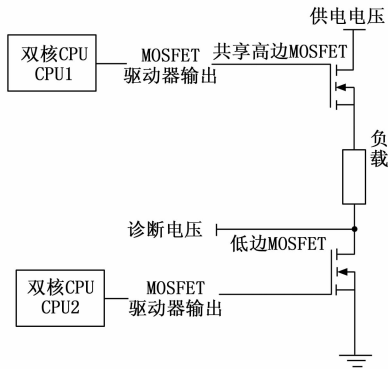 供电电压
双核CPU
CPU1
MOSFET
驱动器输出
共享高边MOSFET
负载
诊断电压
低边MOSFET
双核CPU
CPU2
MOSFET
驱动器输出